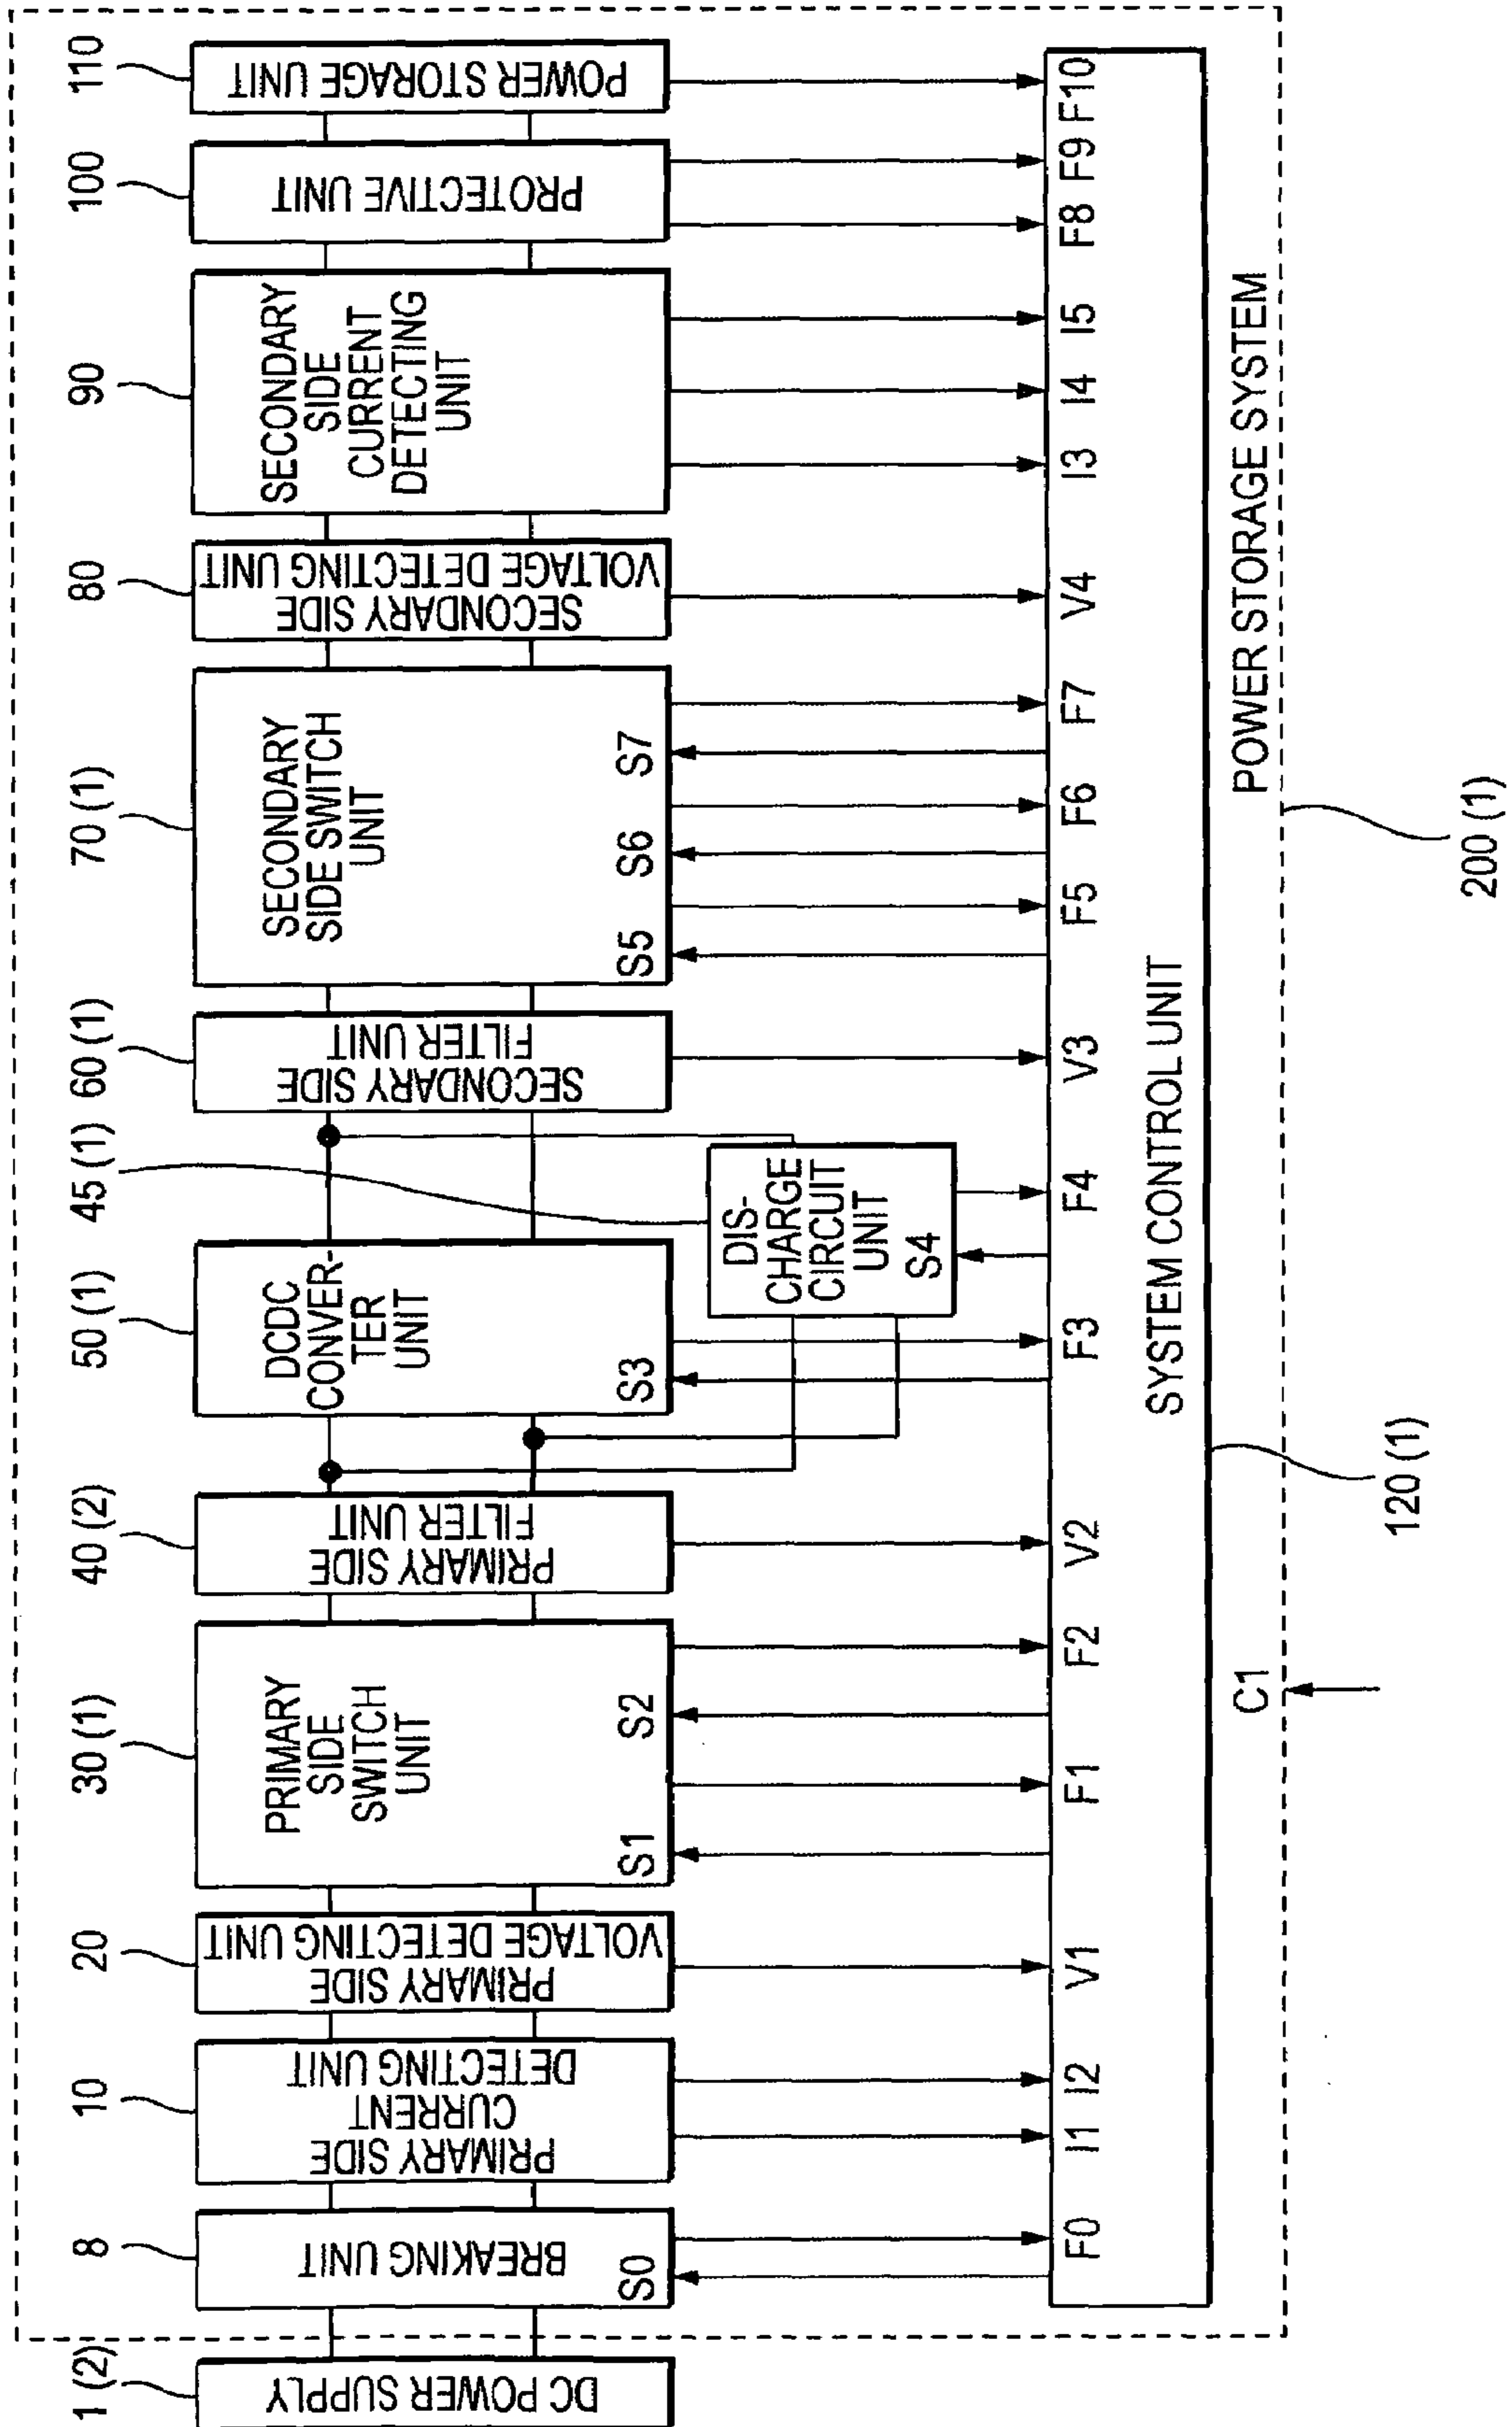 1 (2)
8
10
20
30 (1)
40 (2)
50 (1)
45 (1)
60 (1)
70 (1)
80
90
100
110
DC POWER SUPPLY
BREAKING UNIT
S0
PRIMARY SIDE
CURRENT
DETECTING UNIT
PRIMARY SIDE
VOLTAGE DETECTING UNIT
PRIMARY
SIDE
SWITCH
UNIT
S1
S2
PRIMARY SIDE
FILTER UNIT
DCDC
CONVER-
TER
UNIT
S3
DIS-
CHARGE
CIRCUIT
UNIT
S4
SECONDARY SIDE
FILTER UNIT
SECONDARY
SIDE SWITCH
UNIT
S5
S6
S7
SECONDARY SIDE
VOLTAGE DETECTING UNIT
SECONDARY
SIDE
CURRENT
DETECTING
UNIT
PROTECTIVE UNIT
POWER STORAGE UNIT
F0
I1
I2
V1
F1
F2
V2
F3
F4
V3
F5
F6
F7
V4
I3
I4
I5
F8
F9
F10
SYSTEM CONTROL UNIT
C1
POWER STORAGE SYSTEM
120 (1)
200 (1)